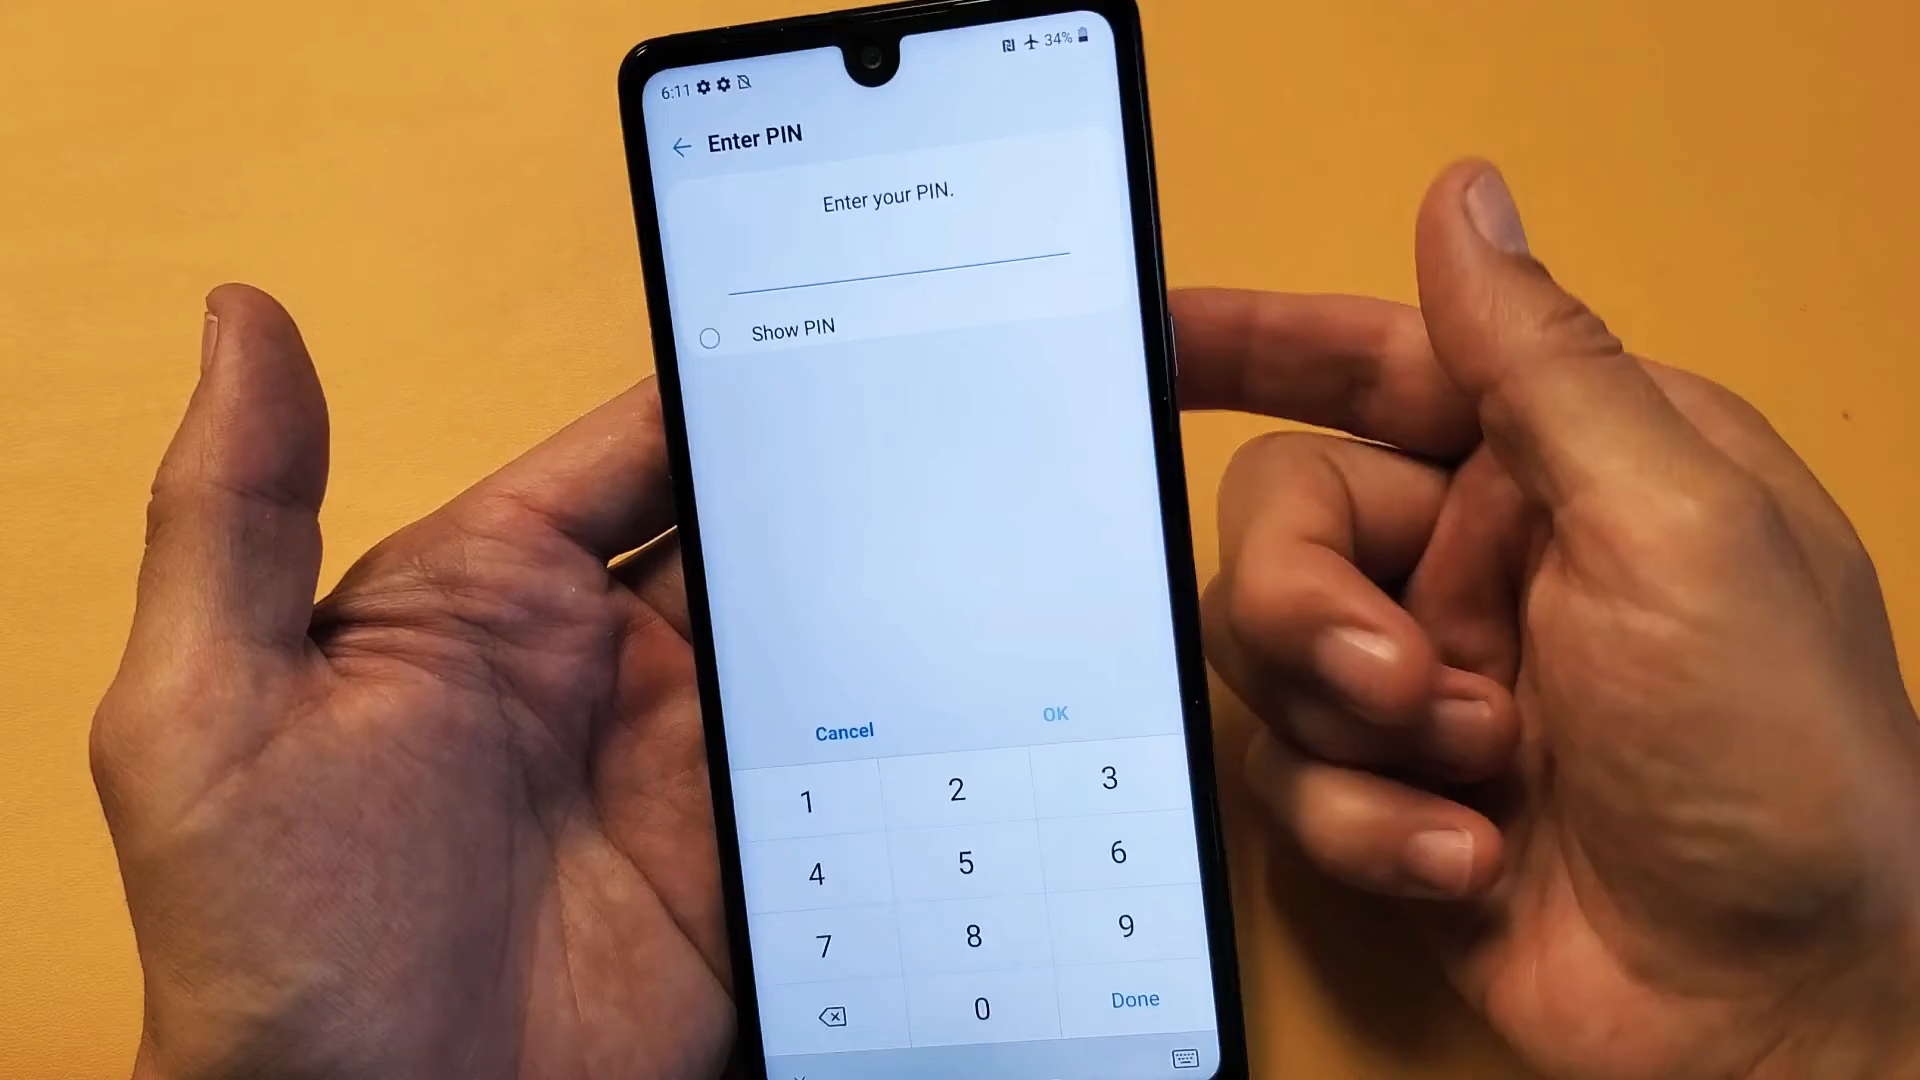 6:11
34%
Enter PIN
Enter your PIN.
Show PIN
Cancel
OK
1 2 3
4 5 6
7 8 9
0 Done